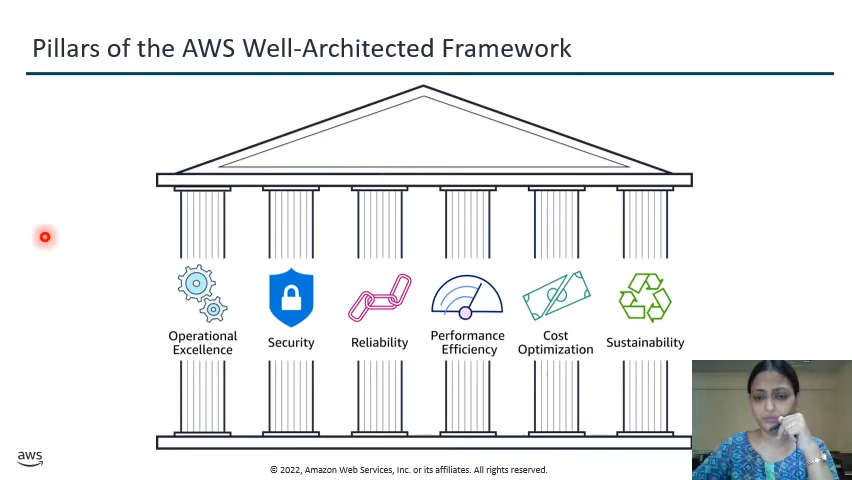 Pillars of the AWS Well-Architected Framework
Operational
Excellence
Security
Reliability
Performance
Efficiency
Cost
Optimization
Sustainability
aws
© 2022, Amazon Web Services, Inc. or its affiliates. All rights reserved.